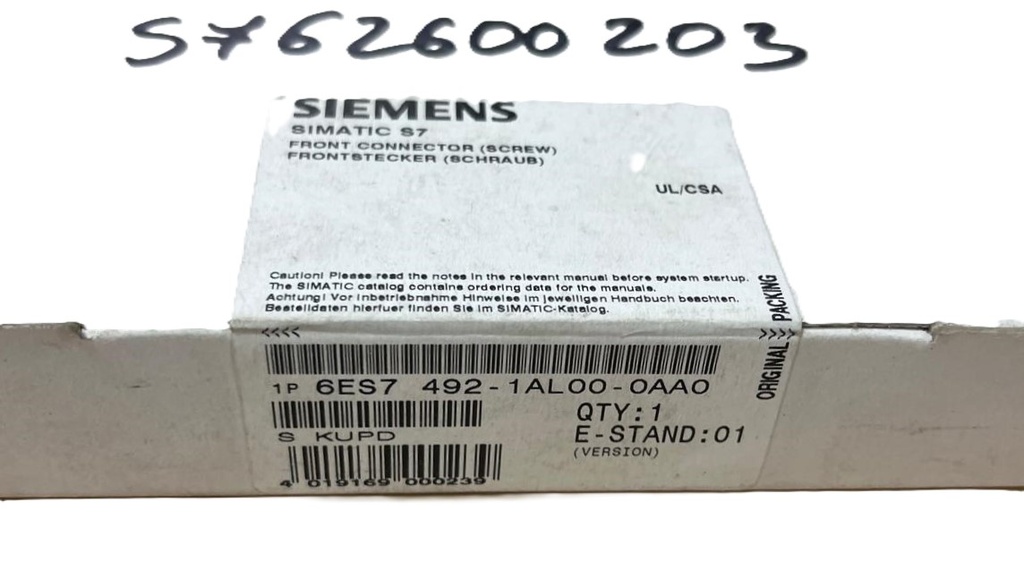 5762600203
SIEMENS
SIMATIC S7
FRONT CONNECTOR (SCREW)
FRONTSTECKER (SCHRAUB)
UL/CSA
Caution! Please read the notes in the relevant manual before system startup.
The SIMATIC catalog contains ordering data for the manuals.
Achtung! Vor Inbetriebnahme Hinweise im jeweiligen Handbuch beachten.
Bestelldaten hierfuer finden Sie im SIMATIC-Katalog.
<<<< >>>>
ORIGINAL PACKING
1P 6ES7 492-1AL00-0AA0
QTY:1
S KUPD
E-STAND:01
(VERSION)
4 019169 000239